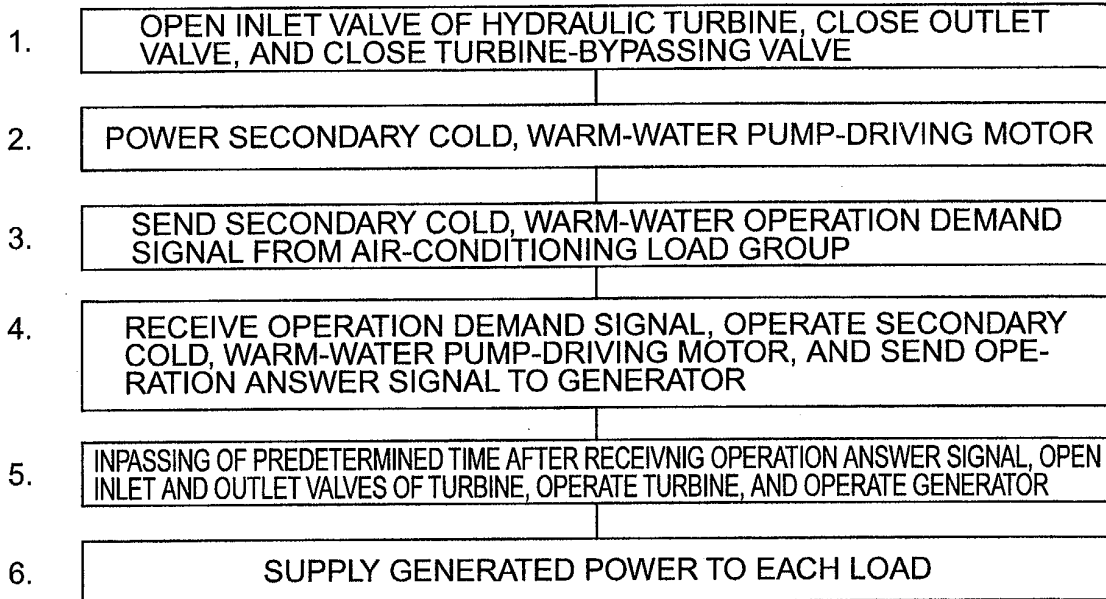 1. OPEN INLET VALVE OF HYDRAULIC TURBINE, CLOSE OUTLET
VALVE, AND CLOSE TURBINE-BYPASSING VALVE
2. POWER SECONDARY COLD, WARM-WATER PUMP-DRIVING MOTOR
3. SEND SECONDARY COLD, WARM-WATER OPERATION DEMAND
SIGNAL FROM AIR-CONDITIONING LOAD GROUP
4. RECEIVE OPERATION DEMAND SIGNAL, OPERATE SECONDARY
COLD, WARM-WATER PUMP-DRIVING MOTOR, AND SEND OPE-
RATION ANSWER SIGNAL TO GENERATOR
5. INPASSING OF PREDETERMINED TIME AFTER RECEIVNIG OPERATION ANSWER SIGNAL, OPEN
INLET AND OUTLET VALVES OF TURBINE, OPERATE TURBINE, AND OPERATE GENERATOR
6. SUPPLY GENERATED POWER TO EACH LOAD